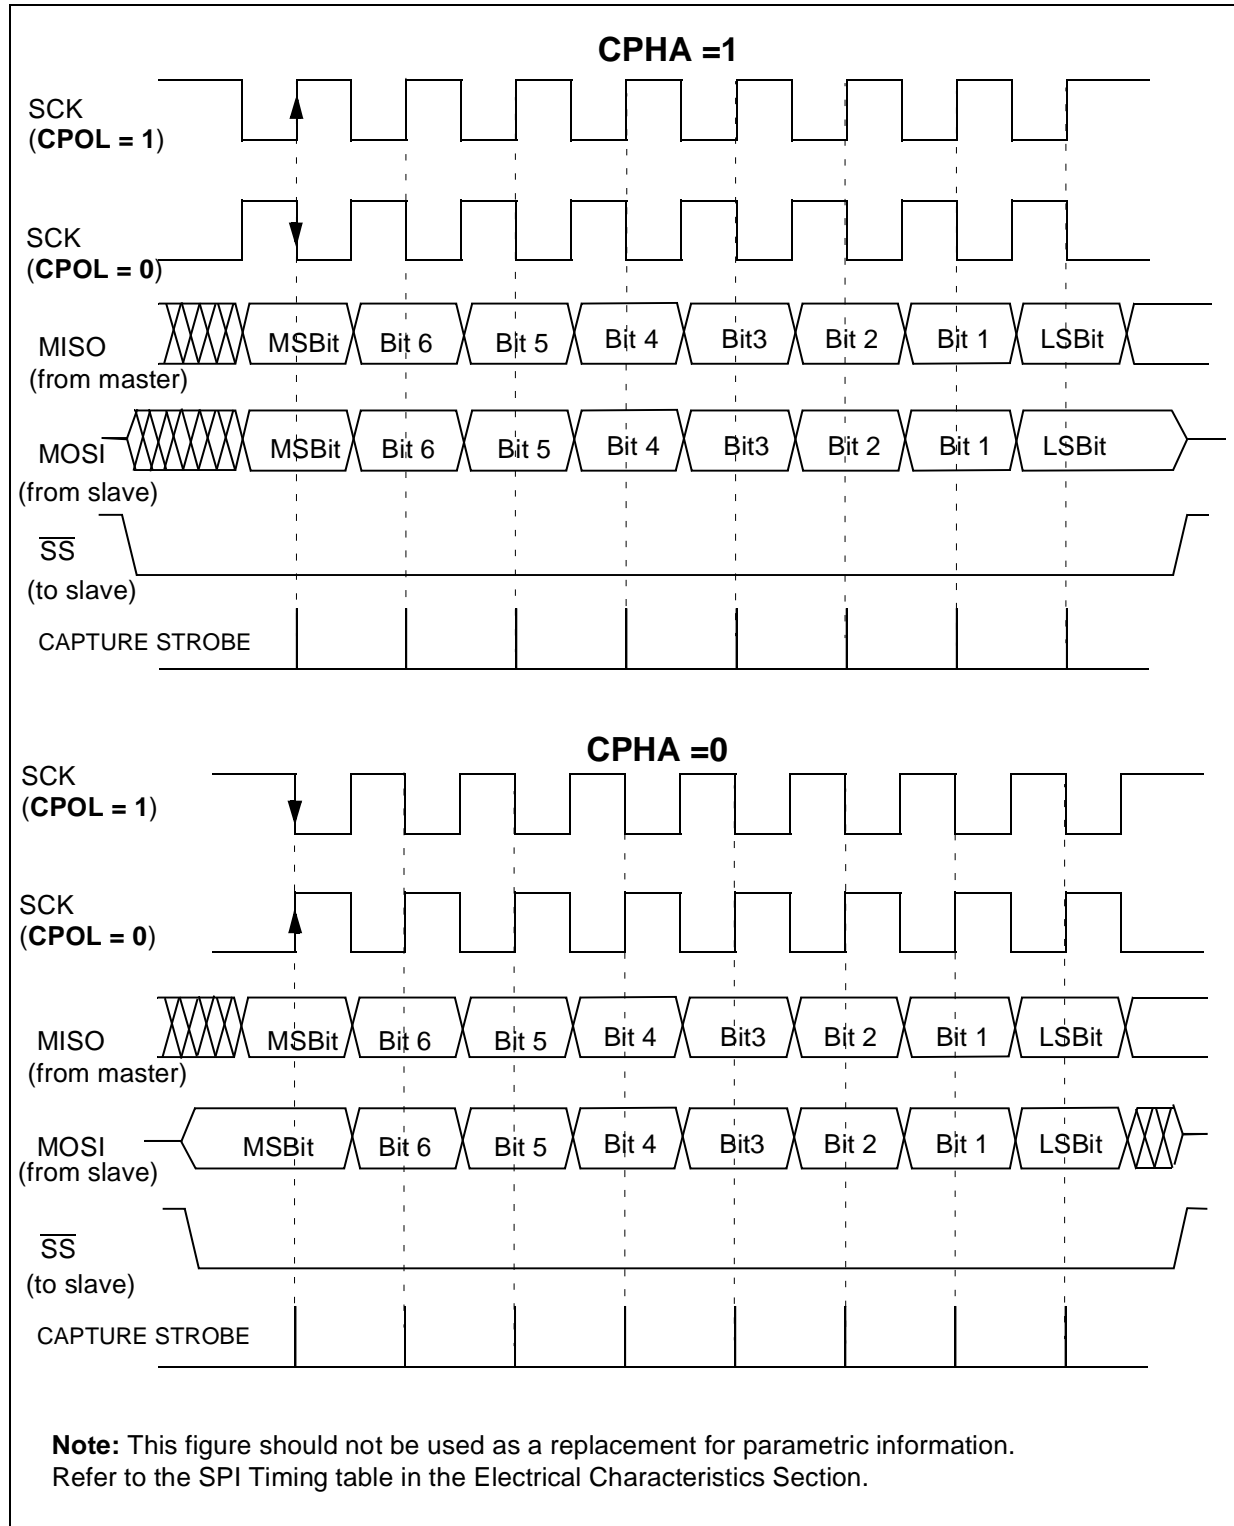 CPHA =1
SCK
(CPOL = 1)
SCK
(CPOL = 0)
MISO
(from master)
MSBit Bit 6 Bit 5 Bit 4 Bit3 Bit 2 Bit 1 LSBit
MOSI
(from slave)
MSBit Bit 6 Bit 5 Bit 4 Bit3 Bit 2 Bit 1 LSBit
SS
(to slave)
CAPTURE STROBE
CPHA =0
SCK
(CPOL = 1)
SCK
(CPOL = 0)
MISO
(from master)
MSBit Bit 6 Bit 5 Bit 4 Bit3 Bit 2 Bit 1 LSBit
MOSI
(from slave)
MSBit Bit 6 Bit 5 Bit 4 Bit3 Bit 2 Bit 1 LSBit
SS
(to slave)
CAPTURE STROBE
Note: This figure should not be used as a replacement for parametric information.
Refer to the SPI Timing table in the Electrical Characteristics Section.